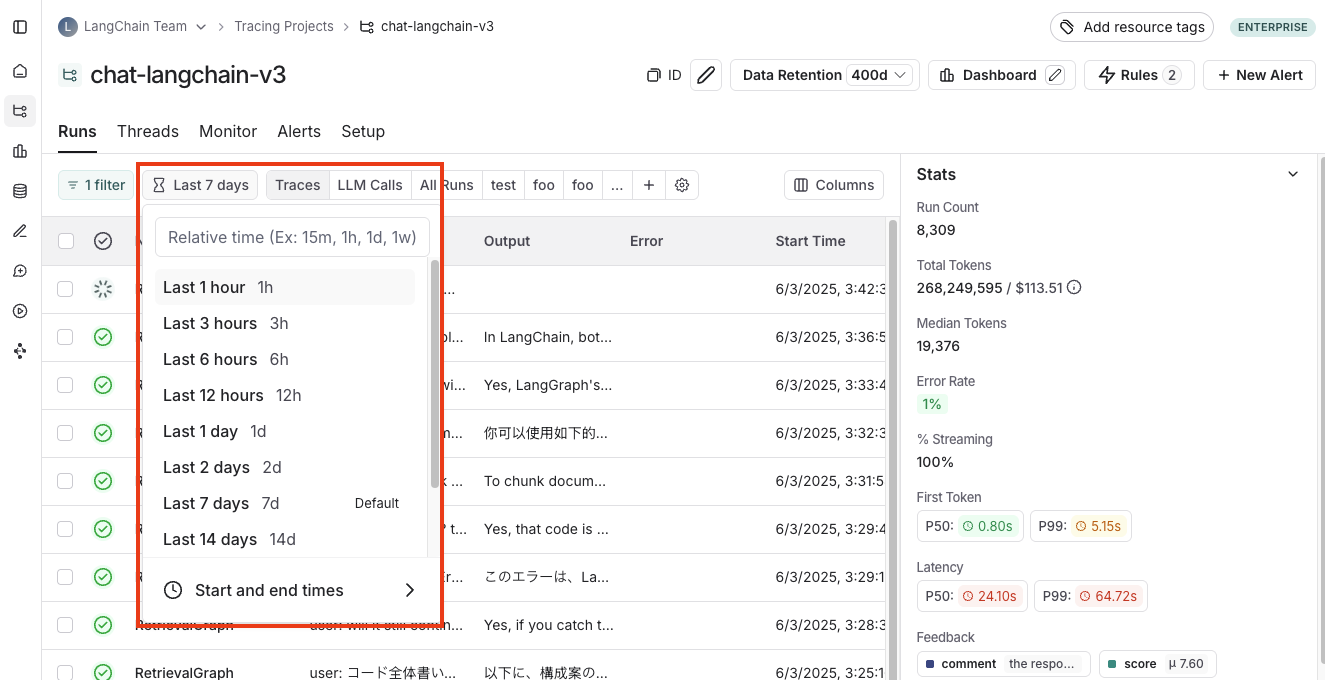 L LangChain Team > Tracing Projects > chat-langchain-v3
Add resource tags
ENTERPRISE
chat-langchain-v3
ID
Data Retention 400d
Dashboard
Rules 2
+ New Alert
Runs Threads Monitor Alerts Setup
1 filter
Last 7 days
Traces LLM Calls All Runs test foo foo ... +
Columns
Relative time (Ex: 15m, 1h, 1d, 1w)
Last 1 hour 1h
Last 3 hours 3h
Last 6 hours 6h
Last 12 hours 12h
Last 1 day 1d
Last 2 days 2d
Last 7 days 7d Default
Last 14 days 14d
Start and end times
Output Error Start Time
... 6/3/2025, 3:42:3
In LangChain, bot... 6/3/2025, 3:36:5
Yes, LangGraph's... 6/3/2025, 3:33:4
你可以使用如下的... 6/3/2025, 3:32:3
To chunk docum... 6/3/2025, 3:31:5
Yes, that code is ... 6/3/2025, 3:29:4
このエラーは、La... 6/3/2025, 3:29:1
RetrievalGraph user: will it still contin... Yes, if you catch t... 6/3/2025, 3:28:3
RetrievalGraph user: コード全体書い... 以下に、構成案の... 6/3/2025, 3:25:1
Stats
Run Count
8,309
Total Tokens
268,249,595 / $113.51
Median Tokens
19,376
Error Rate
1%
% Streaming
100%
First Token
P50: 0.80s P99: 5.15s
Latency
P50: 24.10s P99: 64.72s
Feedback
comment the respo... score μ 7.60